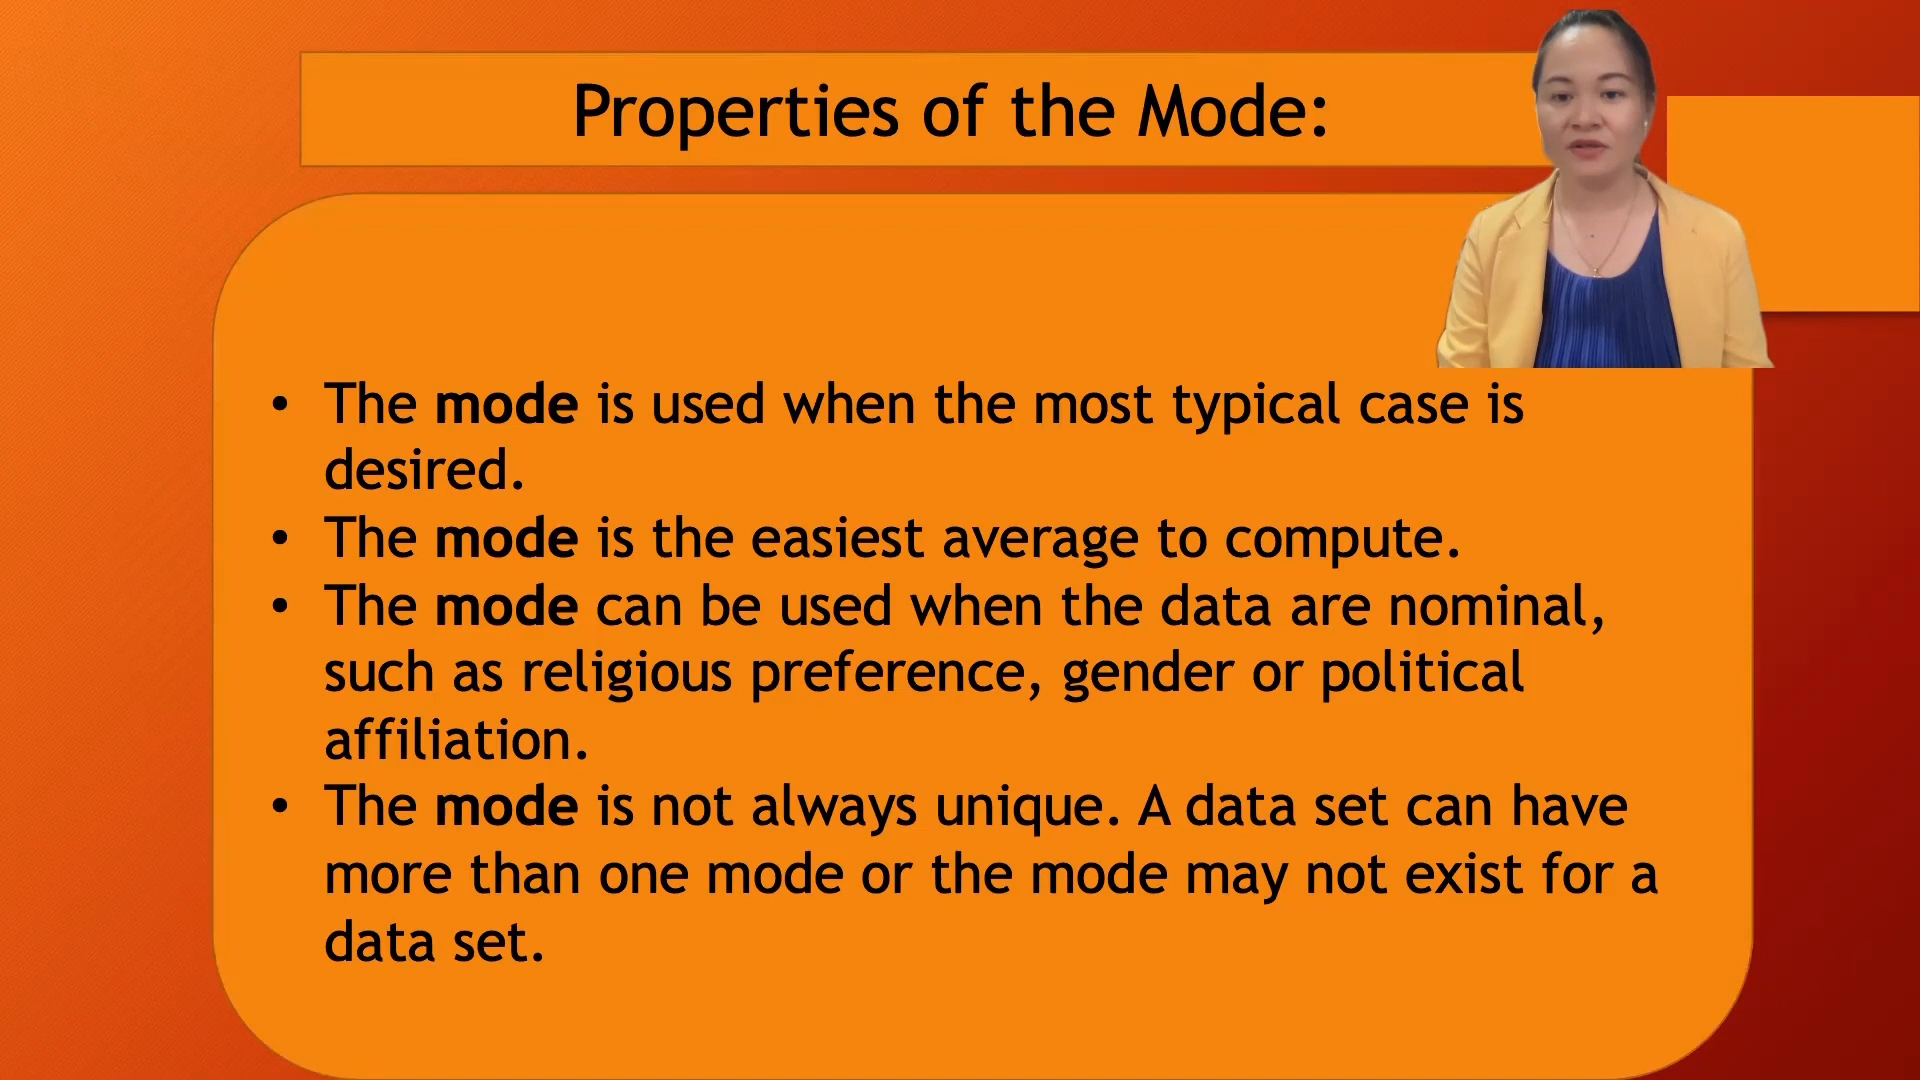 Properties of the Mode:
• The mode is used when the most typical case is
desired.
• The mode is the easiest average to compute.
• The mode can be used when the data are nominal,
such as religious preference, gender or political
affiliation.
• The mode is not always unique. A data set can have
more than one mode or the mode may not exist for a
data set.